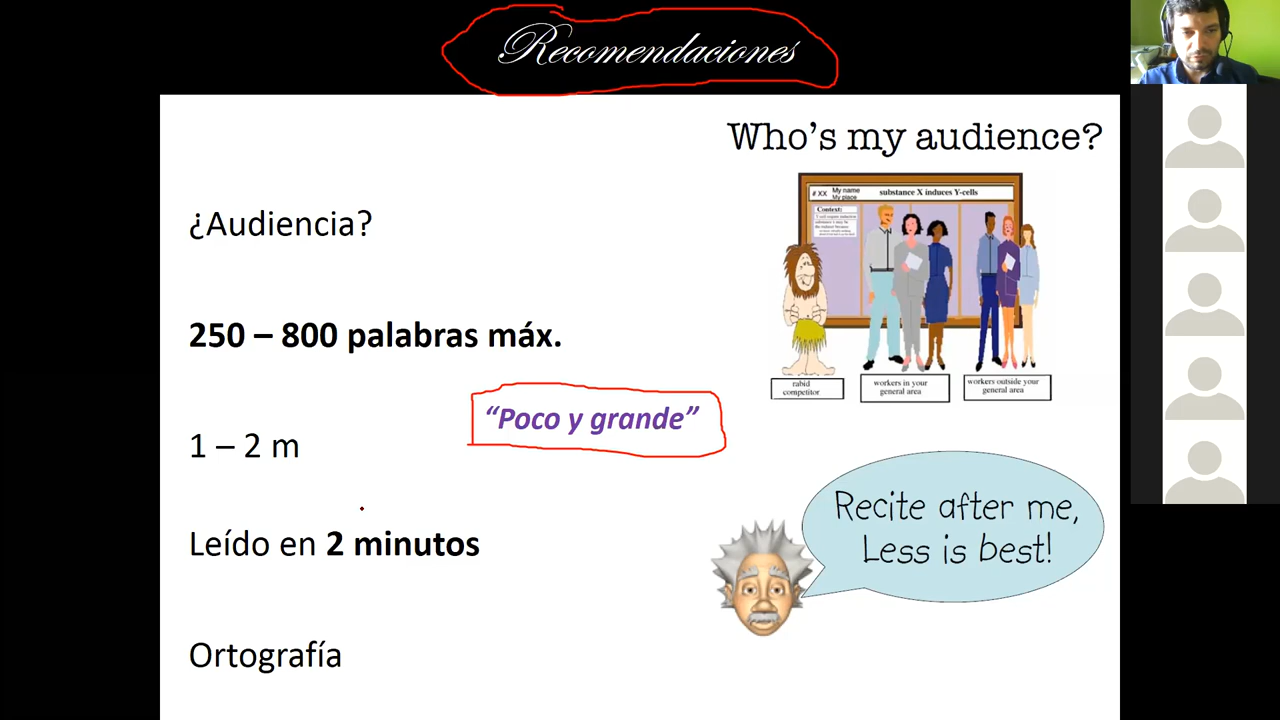 Recomendaciones
Who's my audience?
# XX
My name
My place
substance X induces Y-cells
Context:
¿Audiencia?
250 – 800 palabras máx.
rabid
competitor
workers in your
general area
workers outside your
general area
“Poco y grande”
1 – 2 m
Recite after me,
Less is best!
Leído en 2 minutos
Ortografía